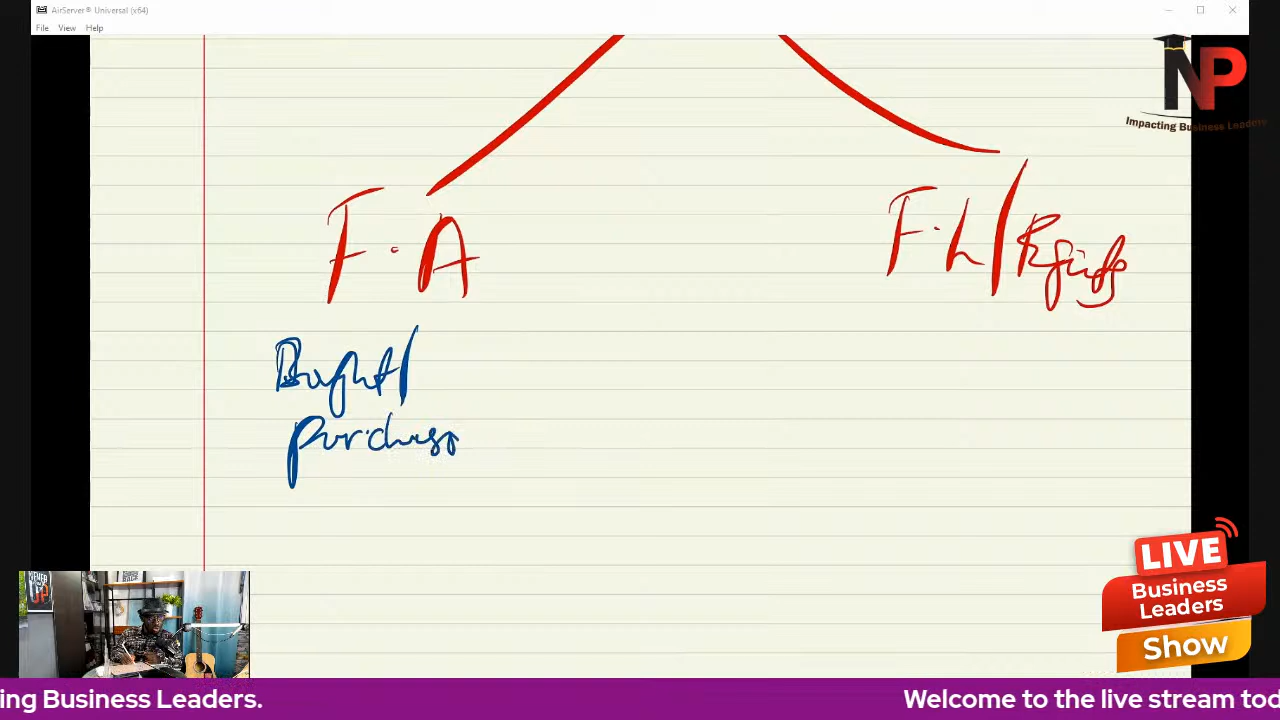 AirServer® Universal (x64)
File View Help
NP
Impacting Business Leaders
F.A
F.L/
Bought/
purchase
LIVE
Business
Leaders
Show
ing Business Leaders.
Welcome to the live stream tod